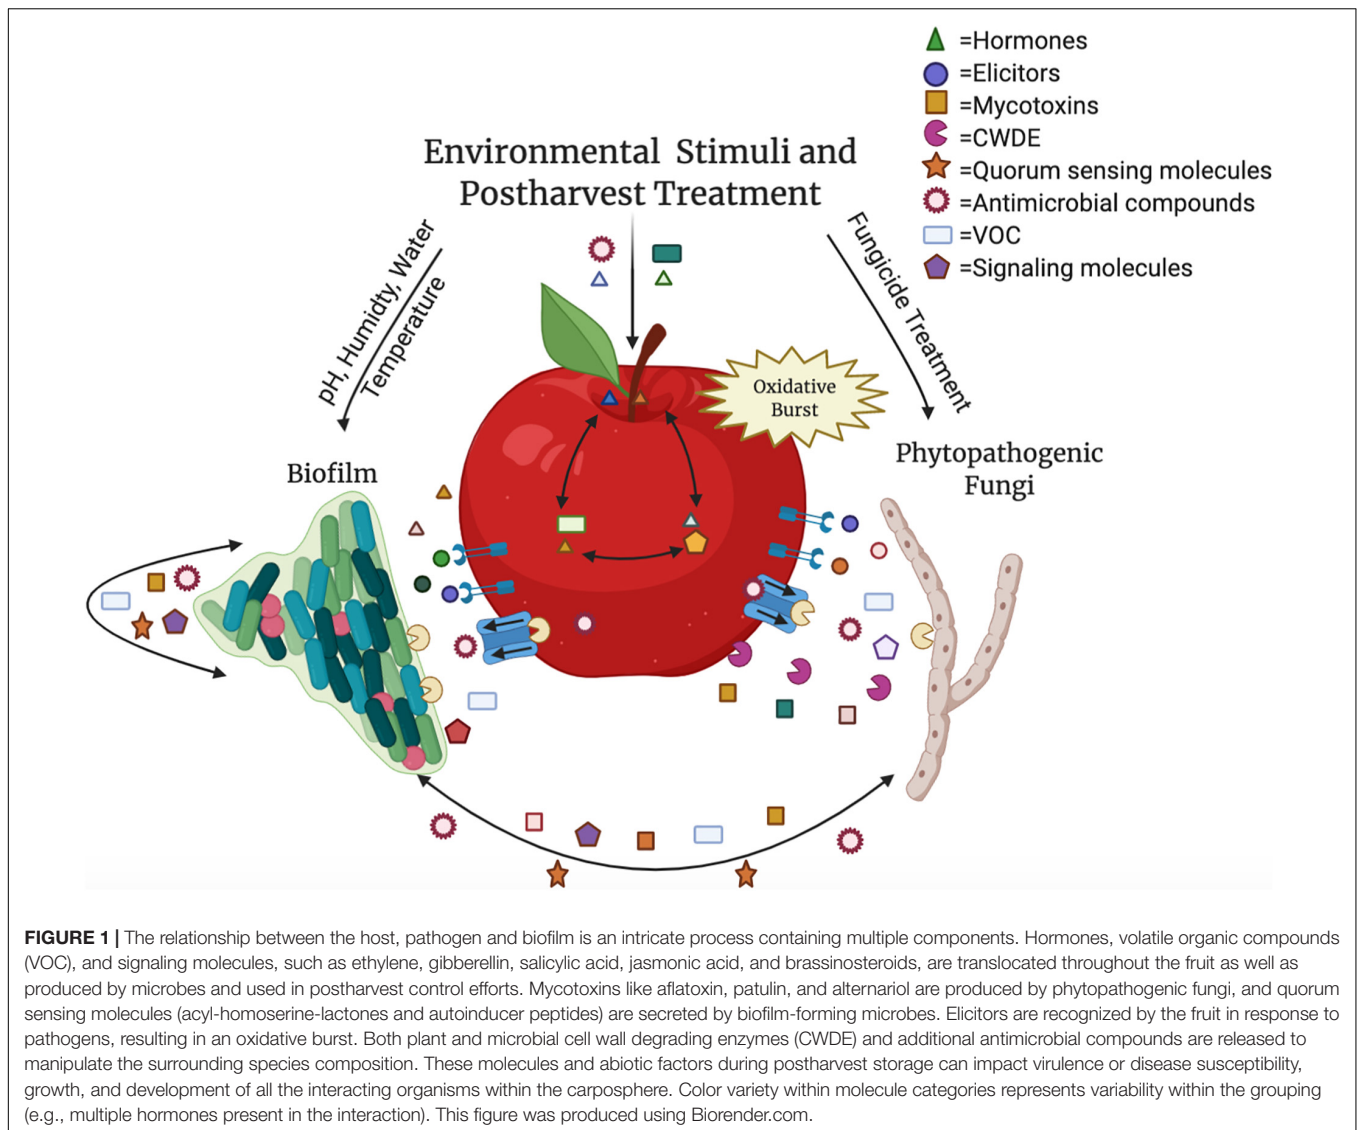 =Hormones
=Elicitors
=Mycotoxins
=CWDE
=Quorum sensing molecules
=Antimicrobial compounds
=VOC
=Signaling molecules
Environmental Stimuli and
Postharvest Treatment
pH, Humidty, Water
Temperature
Fungicide Treatment
Oxidative
Burst
Biofilm
Phytopathogenic
Fungi
FIGURE 1 | The relationship between the host, pathogen and biofilm is an intricate process containing multiple components. Hormones, volatile organic compounds
(VOC), and signaling molecules, such as ethylene, gibberellin, salicylic acid, jasmonic acid, and brassinosteroids, are translocated throughout the fruit as well as
produced by microbes and used in postharvest control efforts. Mycotoxins like aflatoxin, patulin, and alternariol are produced by phytopathogenic fungi, and quorum
sensing molecules (acyl-homoserine-lactones and autoinducer peptides) are secreted by biofilm-forming microbes. Elicitors are recognized by the fruit in response to
pathogens, resulting in an oxidative burst. Both plant and microbial cell wall degrading enzymes (CWDE) and additional antimicrobial compounds are released to
manipulate the surrounding species composition. These molecules and abiotic factors during postharvest storage can impact virulence or disease susceptibility,
growth, and development of all the interacting organisms within the carposphere. Color variety within molecule categories represents variability within the grouping
(e.g., multiple hormones present in the interaction). This figure was produced using Biorender.com.